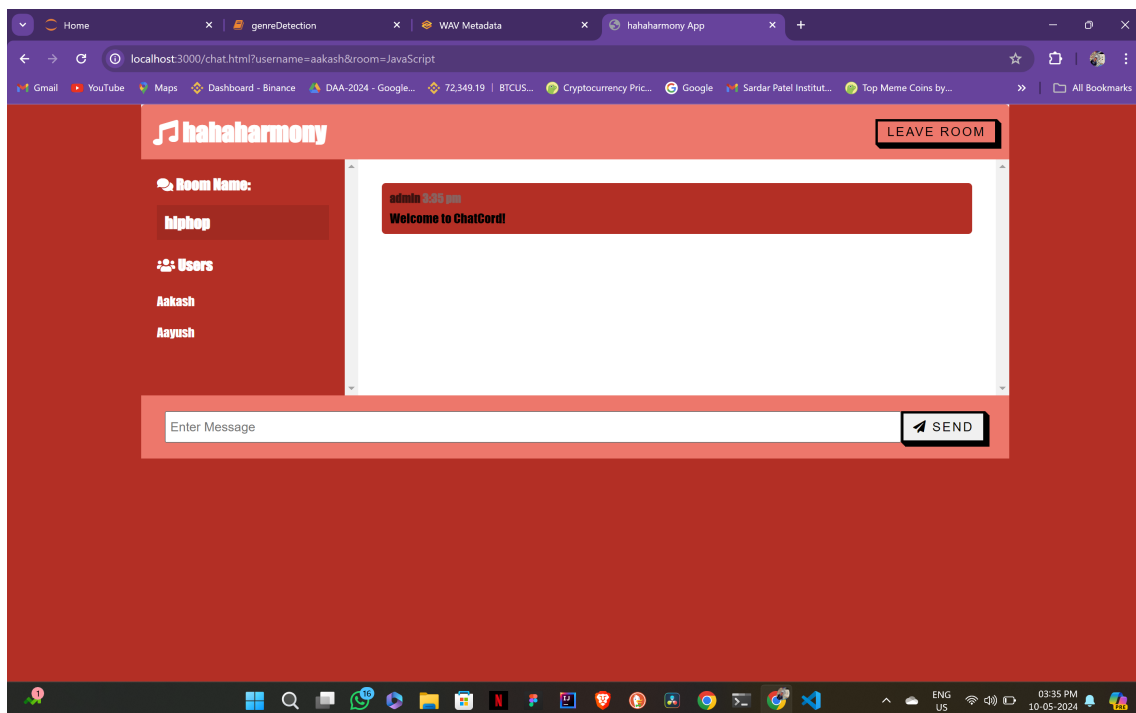 Home
genreDetection
WAV Metadata
hahaharmony App
localhost:3000/chat.html?username=aakash&room=JavaScript
Gmail YouTube Maps Dashboard - Binance DAA-2024 - Google... 72,349.19 | BTCUS... Cryptocurrency Pric... Google Sardar Patel Institut... Top Meme Coins by... » All Bookmarks
hahaharmony
LEAVE ROOM
Room Name:
hiphop
Users
Aakash
Aayush
admin 3:35 pm
Welcome to ChatCord!
Enter Message
SEND
1
16
ENG
US
03:35 PM
10-05-2024
PRE